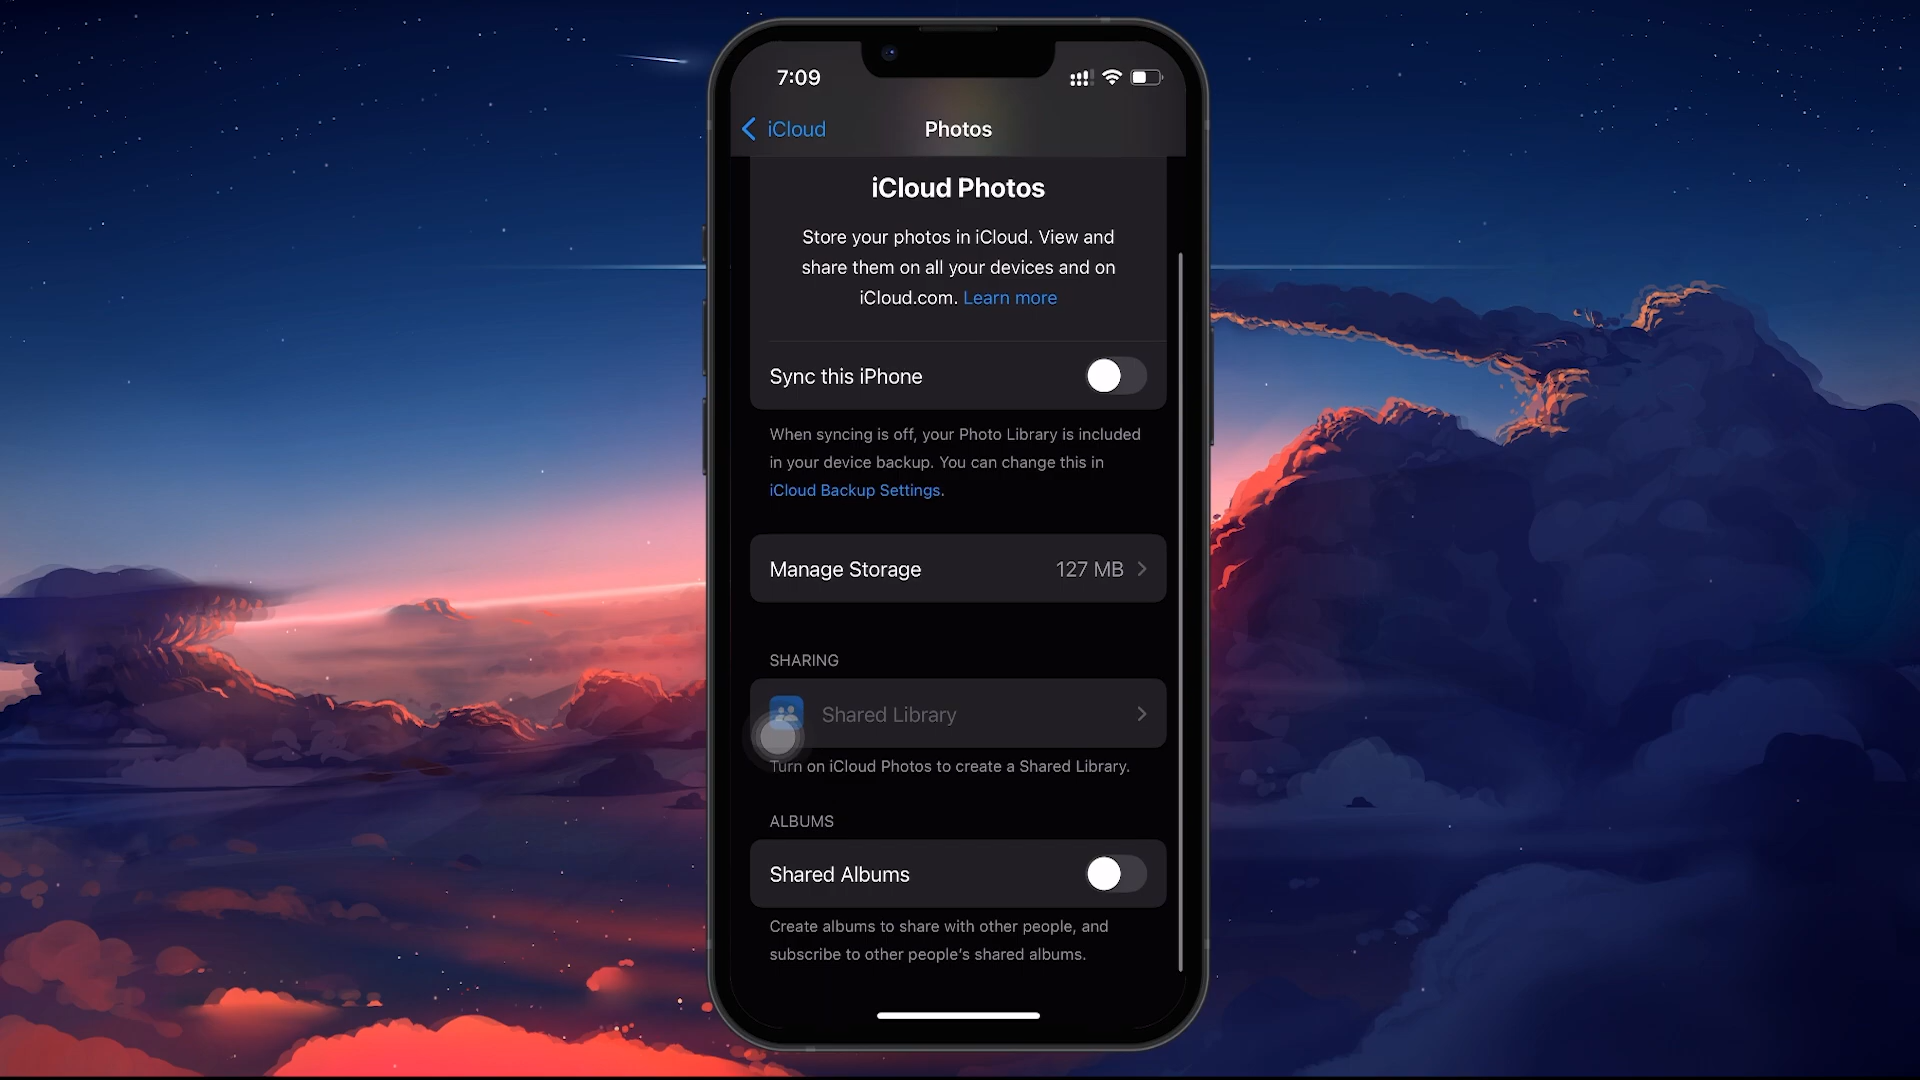 7:09
iCloud
Photos
iCloud Photos
Store your photos in iCloud. View and
share them on all your devices and on
iCloud.com. Learn more
Sync this iPhone
When syncing is off, your Photo Library is included
in your device backup. You can change this in
iCloud Backup Settings.
Manage Storage 127 MB
SHARING
Shared Library
Turn on iCloud Photos to create a Shared Library.
ALBUMS
Shared Albums
Create albums to share with other people, and
subscribe to other people's shared albums.